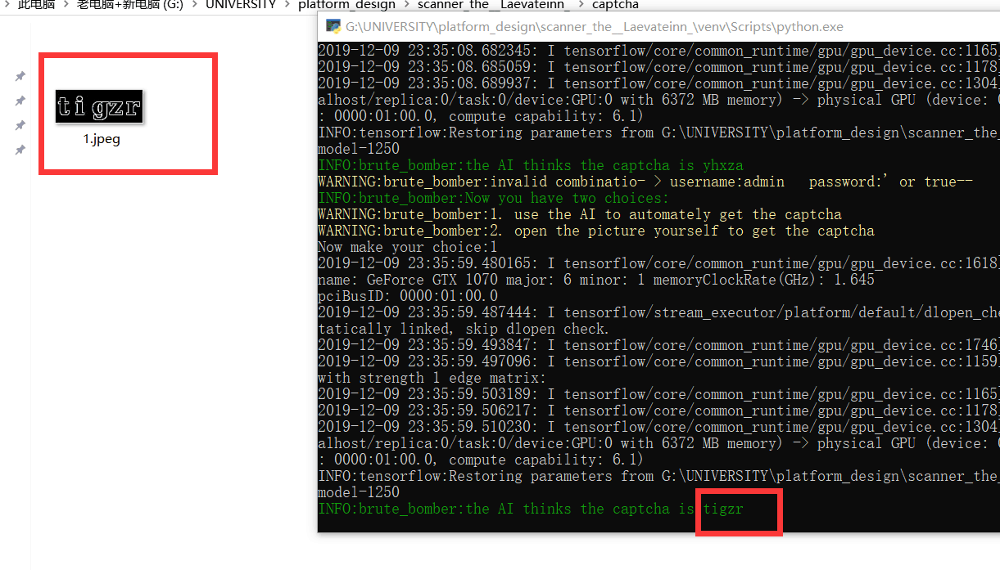 此电脑 > 老电脑+新电脑 (G:) > UNIVERSITY > platform_design > scanner_the__Laevateinn_ > captcha
G:\UNIVERSITY\platform_design\scanner_the__Laevateinn_\venv\Scripts\python.exe
tigzr
1.jpeg
2019-12-09 23:35:08.682345: I tensorflow/core/common_runtime/gpu/gpu_device.cc:1165]
2019-12-09 23:35:08.685059: I tensorflow/core/common_runtime/gpu/gpu_device.cc:1178]
2019-12-09 23:35:08.689937: I tensorflow/core/common_runtime/gpu/gpu_device.cc:1304]
alhost/replica:0/task:0/device:GPU:0 with 6372 MB memory) -> physical GPU (device: 0
: 0000:01:00.0, compute capability: 6.1)
INFO:tensorflow:Restoring parameters from G:\UNIVERSITY\platform_design\scanner_the_
model-1250
INFO:brute_bomber:the AI thinks the captcha is yhxza
WARNING:brute_bomber:invalid combinatio- > username:admin   password:' or true--
INFO:brute_bomber:Now you have two choices:
WARNING:brute_bomber:1. use the AI to automately get the captcha
WARNING:brute_bomber:2. open the picture yourself to get the captcha
Now make your choice:1
2019-12-09 23:35:59.480165: I tensorflow/core/common_runtime/gpu/gpu_device.cc:1618]
name: GeForce GTX 1070 major: 6 minor: 1 memoryClockRate(GHz): 1.645
pciBusID: 0000:01:00.0
2019-12-09 23:35:59.487444: I tensorflow/stream_executor/platform/default/dlopen_che
tatically linked, skip dlopen check.
2019-12-09 23:35:59.493847: I tensorflow/core/common_runtime/gpu/gpu_device.cc:1746]
2019-12-09 23:35:59.497096: I tensorflow/core/common_runtime/gpu/gpu_device.cc:1159]
with strength 1 edge matrix:
2019-12-09 23:35:59.503189: I tensorflow/core/common_runtime/gpu/gpu_device.cc:1165]
2019-12-09 23:35:59.506217: I tensorflow/core/common_runtime/gpu/gpu_device.cc:1178]
2019-12-09 23:35:59.510230: I tensorflow/core/common_runtime/gpu/gpu_device.cc:1304]
alhost/replica:0/task:0/device:GPU:0 with 6372 MB memory) -> physical GPU (device: 0
: 0000:01:00.0, compute capability: 6.1)
INFO:tensorflow:Restoring parameters from G:\UNIVERSITY\platform_design\scanner_the_
model-1250
INFO:brute_bomber:the AI thinks the captcha is tigzr